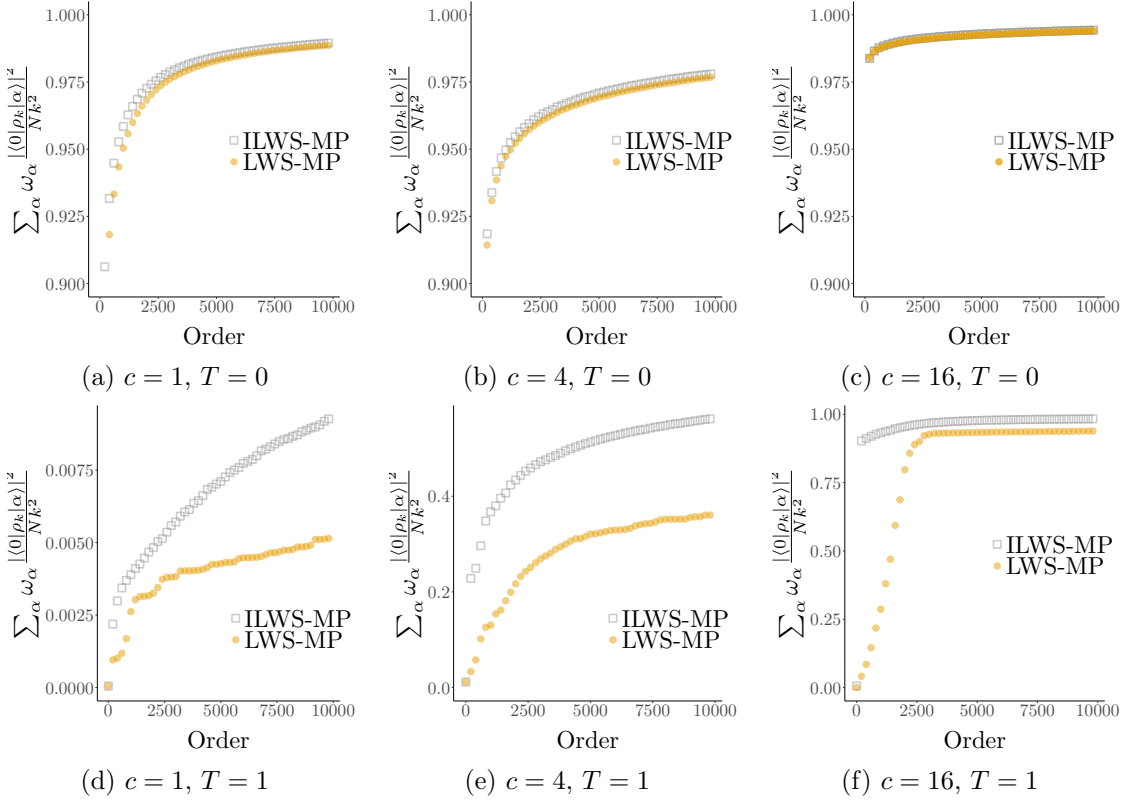 1.000
0.975
0.950
0.925
0.900
∑α ωα |⟨0|ρk|α⟩|² / Nk²
ILWS-MP
LWS-MP
0 2500 5000 7500 10000
Order
(a) c = 1, T = 0
1.000
0.975
0.950
0.925
0.900
∑α ωα |⟨0|ρk|α⟩|² / Nk²
ILWS-MP
LWS-MP
0 2500 5000 7500 10000
Order
(b) c = 4, T = 0
1.000
0.975
0.950
0.925
0.900
∑α ωα |⟨0|ρk|α⟩|² / Nk²
ILWS-MP
LWS-MP
0 2500 5000 7500 10000
Order
(c) c = 16, T = 0
0.0075
0.0050
0.0025
0.0000
∑α ωα |⟨0|ρk|α⟩|² / Nk²
ILWS-MP
LWS-MP
0 2500 5000 7500 10000
Order
(d) c = 1, T = 1
0.4
0.2
0.0
∑α ωα |⟨0|ρk|α⟩|² / Nk²
ILWS-MP
LWS-MP
0 2500 5000 7500 10000
Order
(e) c = 4, T = 1
1.00
0.75
0.50
0.25
0.00
∑α ωα |⟨0|ρk|α⟩|² / Nk²
ILWS-MP
LWS-MP
0 2500 5000 7500 10000
Order
(f) c = 16, T = 1